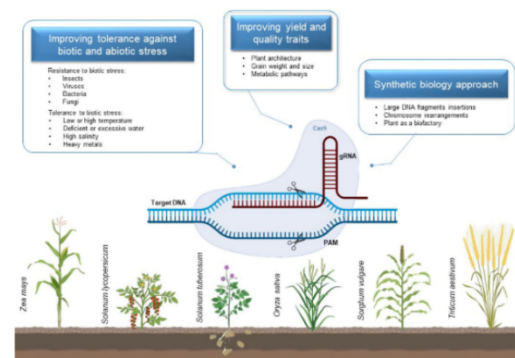 Improving tolerance against
biotic and abiotic stress
Resistance to biotic stress:
• Insects
• Viruses
• Bacteria
• Fungi
Tolerance to biotic stress:
• Low or high temperature
• Deficient or excessive water
• High salinity
• Heavy metals
Improving yield and
quality traits
• Plant architecture
• Grain weight and size
• Metabolic pathways
Synthetic biology approach
• Large DNA fragments insertions
• Chromosome rearrangements
• Plant as a biofactory
Cas9
gRNA
Target DNA
PAM
Zea mays
Solanum lycopersicum
Solanum tuberosum
Oryza sativa
Sorghum vulgare
Triticum aestivum